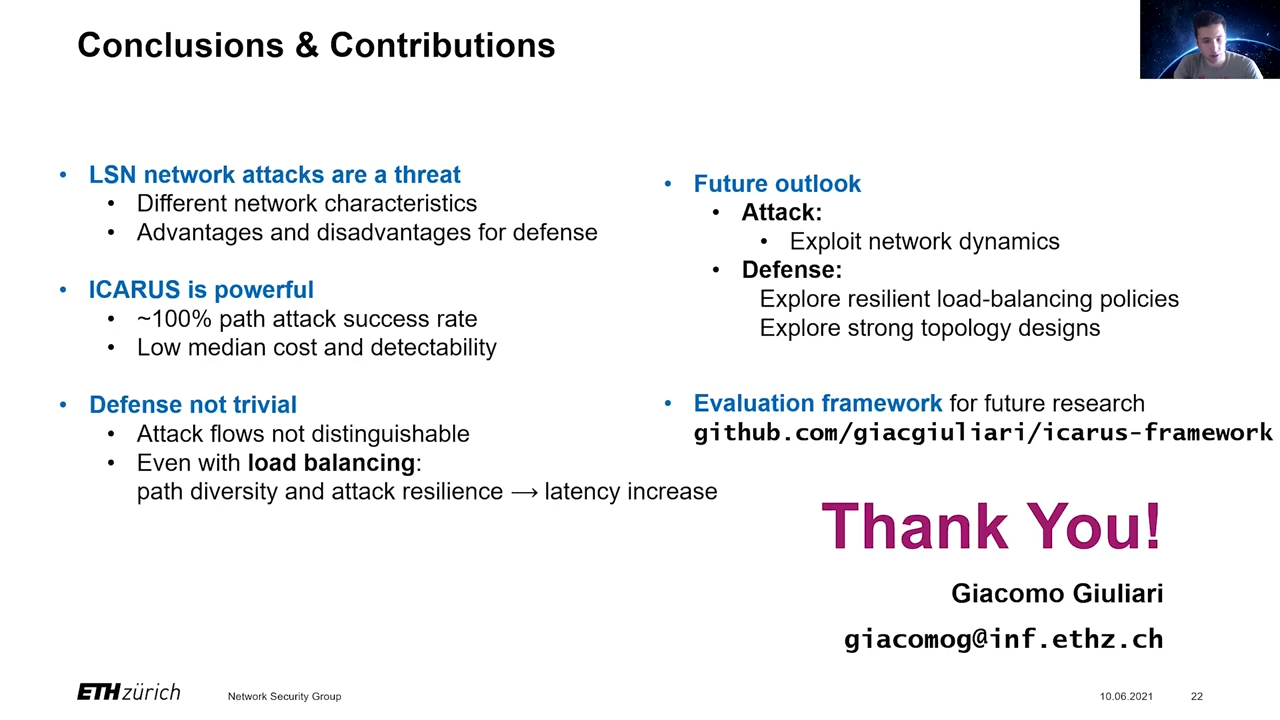 Conclusions & Contributions
• LSN network attacks are a threat
• Different network characteristics
• Advantages and disadvantages for defense
• ICARUS is powerful
• ~100% path attack success rate
• Low median cost and detectability
• Defense not trivial
• Attack flows not distinguishable
• Even with load balancing:
path diversity and attack resilience ⟶ latency increase
• Future outlook
• Attack:
• Exploit network dynamics
• Defense:
Explore resilient load-balancing policies
Explore strong topology designs
• Evaluation framework for future research
github.com/giacgiuliari/icarus-framework
Thank You!
Giacomo Giuliari
giacomog@inf.ethz.ch
ETH zürich
Network Security Group
10.06.2021
22